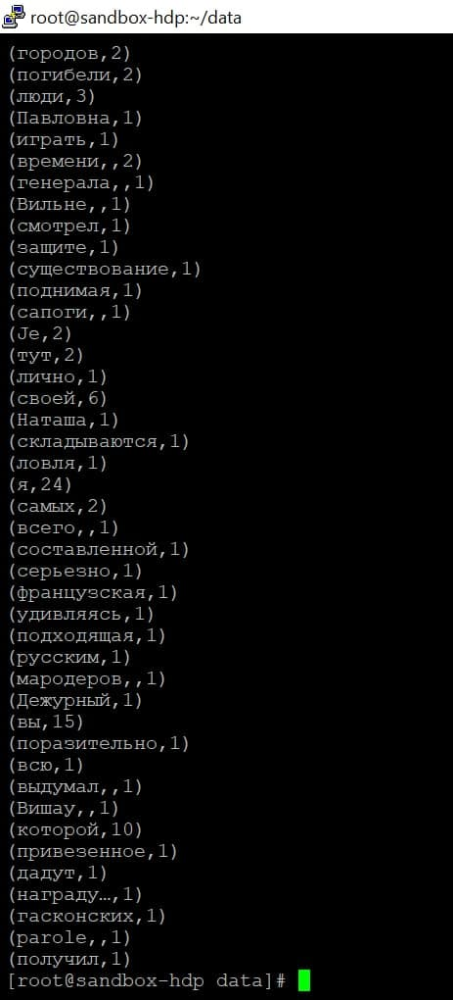 root@sandbox-hdp:~/data
(городов,2)
(погибели,2)
(люди,3)
(Павловна,1)
(играть,1)
(времени,,2)
(генерала,,1)
(Вильне,,1)
(смотрел,1)
(защите,1)
(существование,1)
(поднимая,1)
(сапоги,,1)
(Je,2)
(тут,2)
(лично,1)
(своей,6)
(Наташа,1)
(складываются,1)
(ловля,1)
(я,24)
(самых,2)
(всего,,1)
(составленной,1)
(серьезно,1)
(французская,1)
(удивляясь,1)
(подходящая,1)
(русским,1)
(мародеров,,1)
(Дежурный,1)
(вы,15)
(поразительно,1)
(всю,1)
(выдумал,,1)
(Вишау,,1)
(которой,10)
(привезенное,1)
(дадут,1)
(награду…,1)
(гасконских,1)
(parole,,1)
(получил,1)
[root@sandbox-hdp data]#